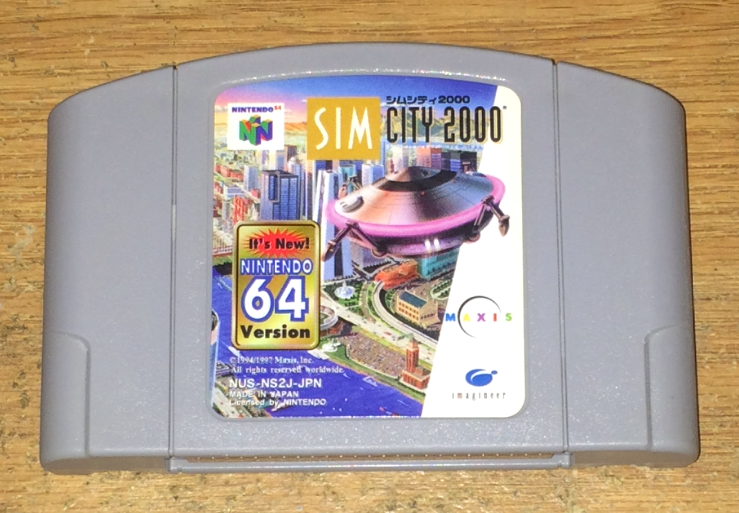 NINTENDO 64
シムシティ2000
SIM CITY 2000
It's New!
NINTENDO
64
Version
MAXIS
©1994/1997 Maxis, Inc.
All rights reserved worldwide.
NUS-NS2J-JPN
MADE IN JAPAN
Licensed by NINTENDO
imagineer